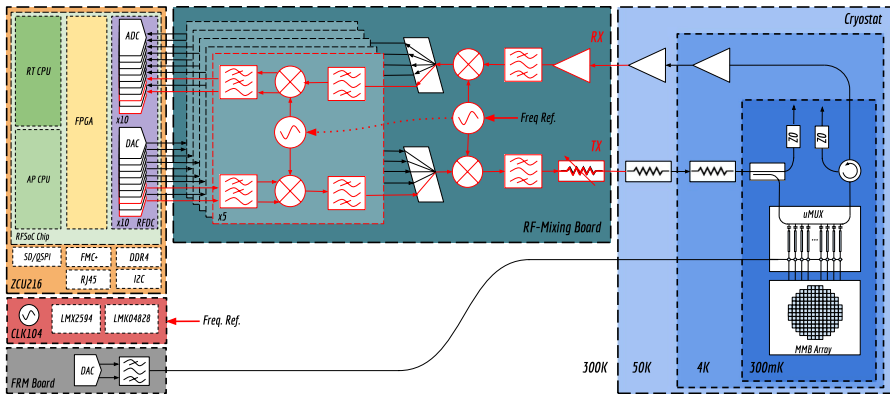 ADC
RT CPU
FPGA
x10
DAC
AP CPU
x10 RFDC
RFSoC Chip
SD/QSPI
FMC+
DDR4
RJ45
I2C
ZCU216
LMX2594
LMK04828
CLK104
Freq. Ref.
DAC
FRM Board
x5
RX
Freq Ref.
TX
RF-Mixing Board
Cryostat
ZO
ZO
uMUX
...
MMB Array
300K
50K
4K
300mK